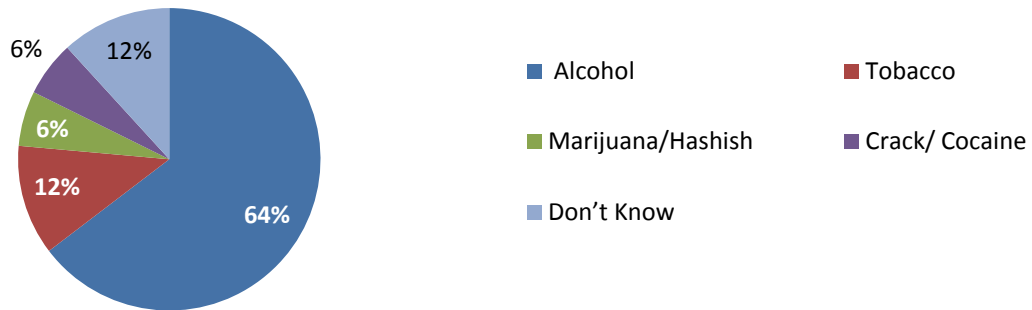 6%
12%
6%
12%
64%
Alcohol
Tobacco
Marijuana/Hashish
Crack/ Cocaine
Don’t Know